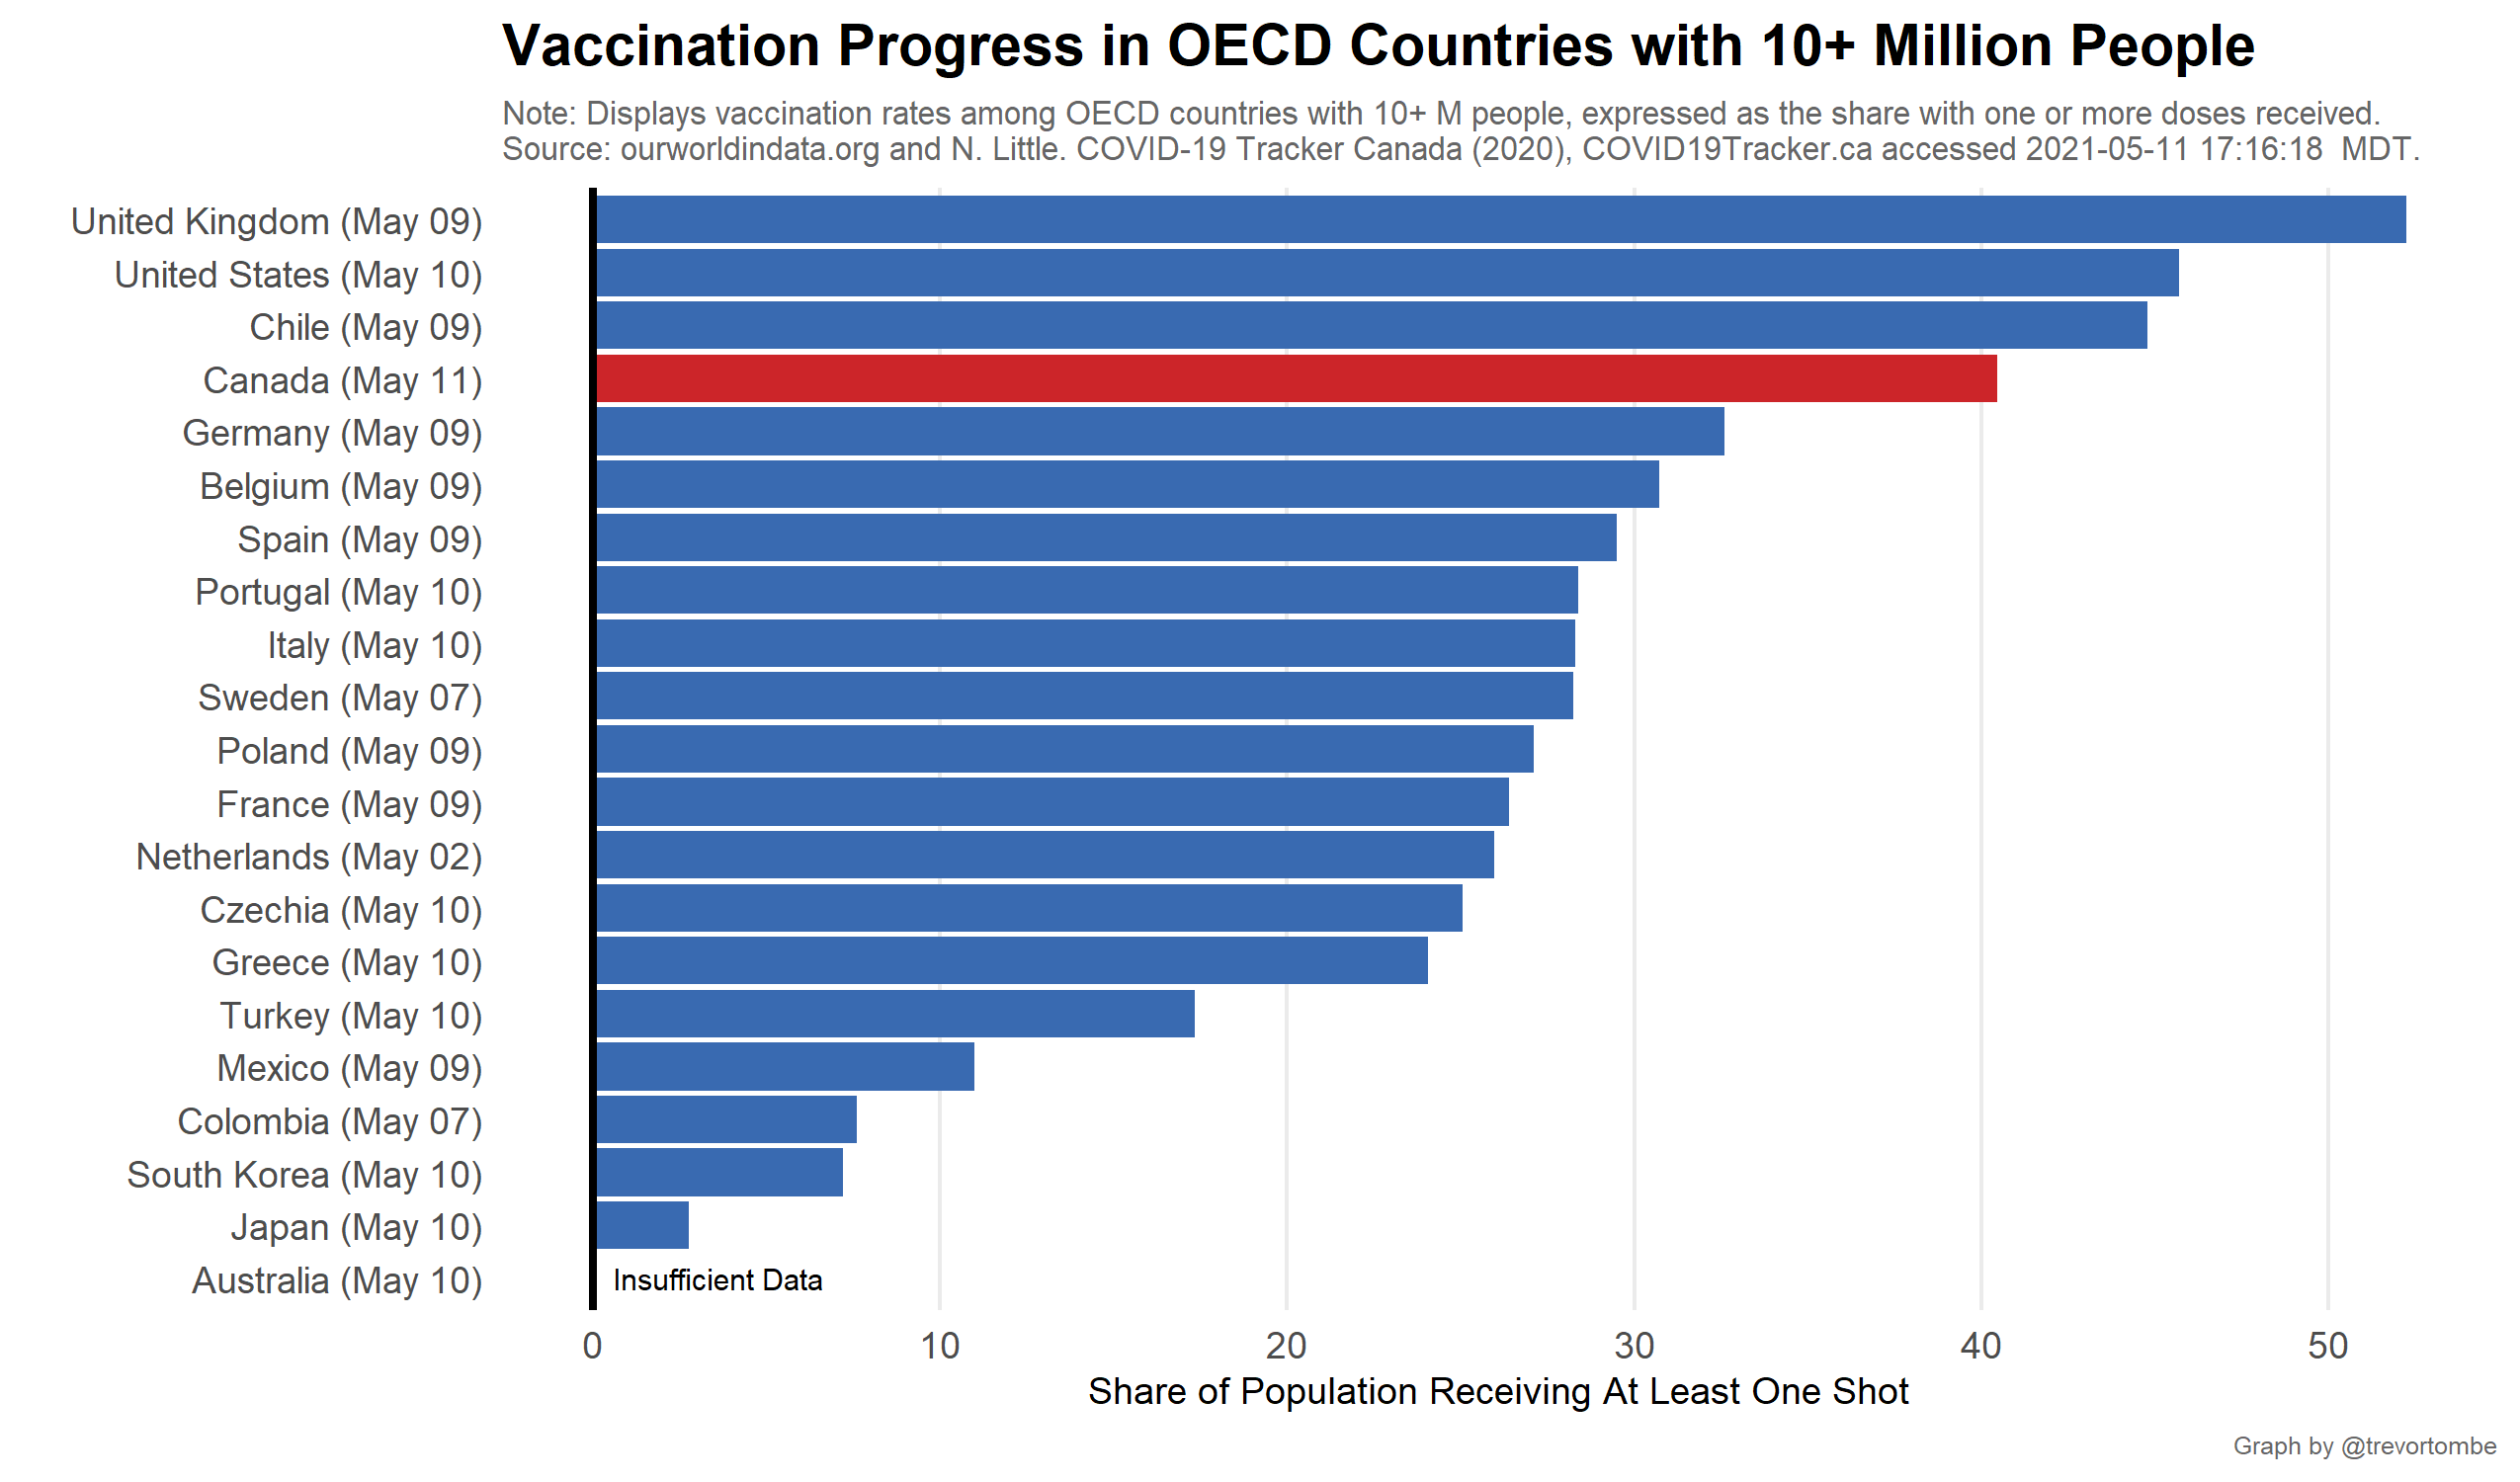 Vaccination Progress in OECD Countries with 10+ Million People
Note: Displays vaccination rates among OECD countries with 10+ M people, expressed as the share with one or more doses received.
Source: ourworldindata.org and N. Little. COVID-19 Tracker Canada (2020), COVID19Tracker.ca accessed 2021-05-11 17:16:18  MDT.
United Kingdom (May 09)
United States (May 10)
Chile (May 09)
Canada (May 11)
Germany (May 09)
Belgium (May 09)
Spain (May 09)
Portugal (May 10)
Italy (May 10)
Sweden (May 07)
Poland (May 09)
France (May 09)
Netherlands (May 02)
Czechia (May 10)
Greece (May 10)
Turkey (May 10)
Mexico (May 09)
Colombia (May 07)
South Korea (May 10)
Japan (May 10)
Australia (May 10) Insufficient Data
0 10 20 30 40 50
Share of Population Receiving At Least One Shot
Graph by @trevortombe